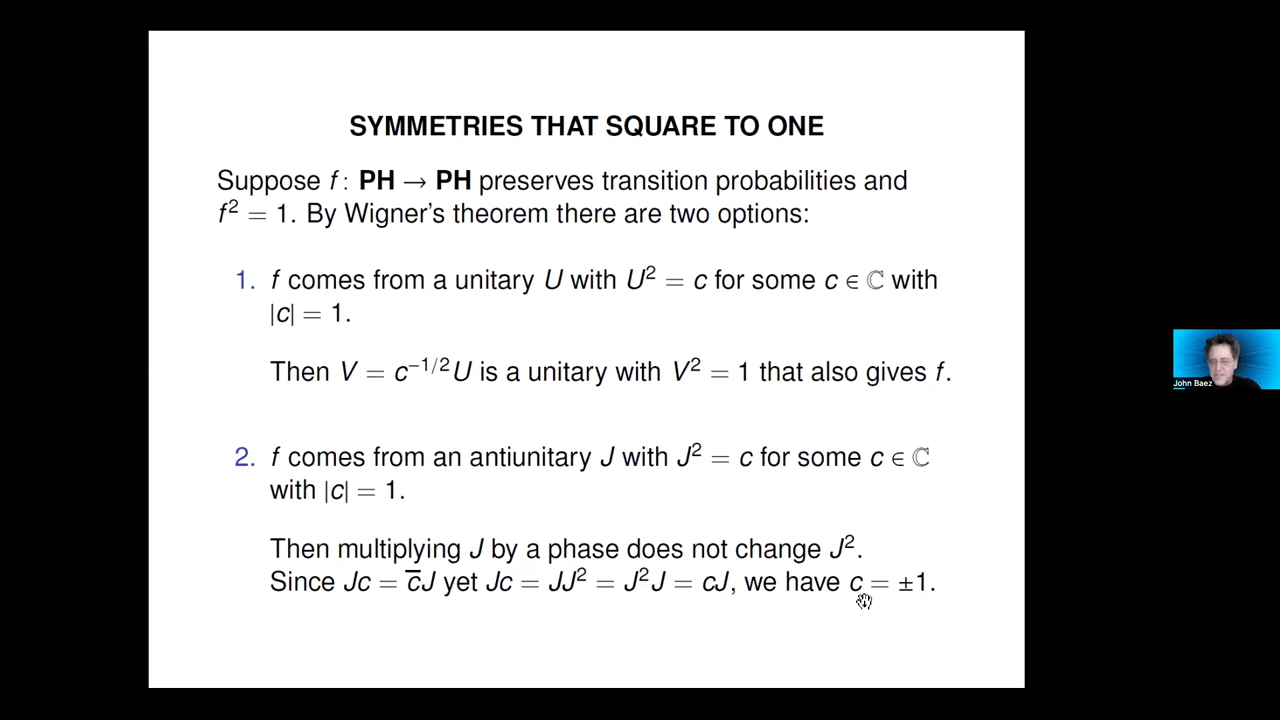 SYMMETRIES THAT SQUARE TO ONE
Suppose f : PH → PH preserves transition probabilities and
f² = 1. By Wigner's theorem there are two options:
1. f comes from a unitary U with U² = c for some c ∈ ℂ with
|c| = 1.
Then V = c⁻¹/²U is a unitary with V² = 1 that also gives f.
2. f comes from an antiunitary J with J² = c for some c ∈ ℂ
with |c| = 1.
Then multiplying J by a phase does not change J².
Since Jc = c̅J yet Jc = JJ² = J²J = cJ, we have c = ±1.
John Baez